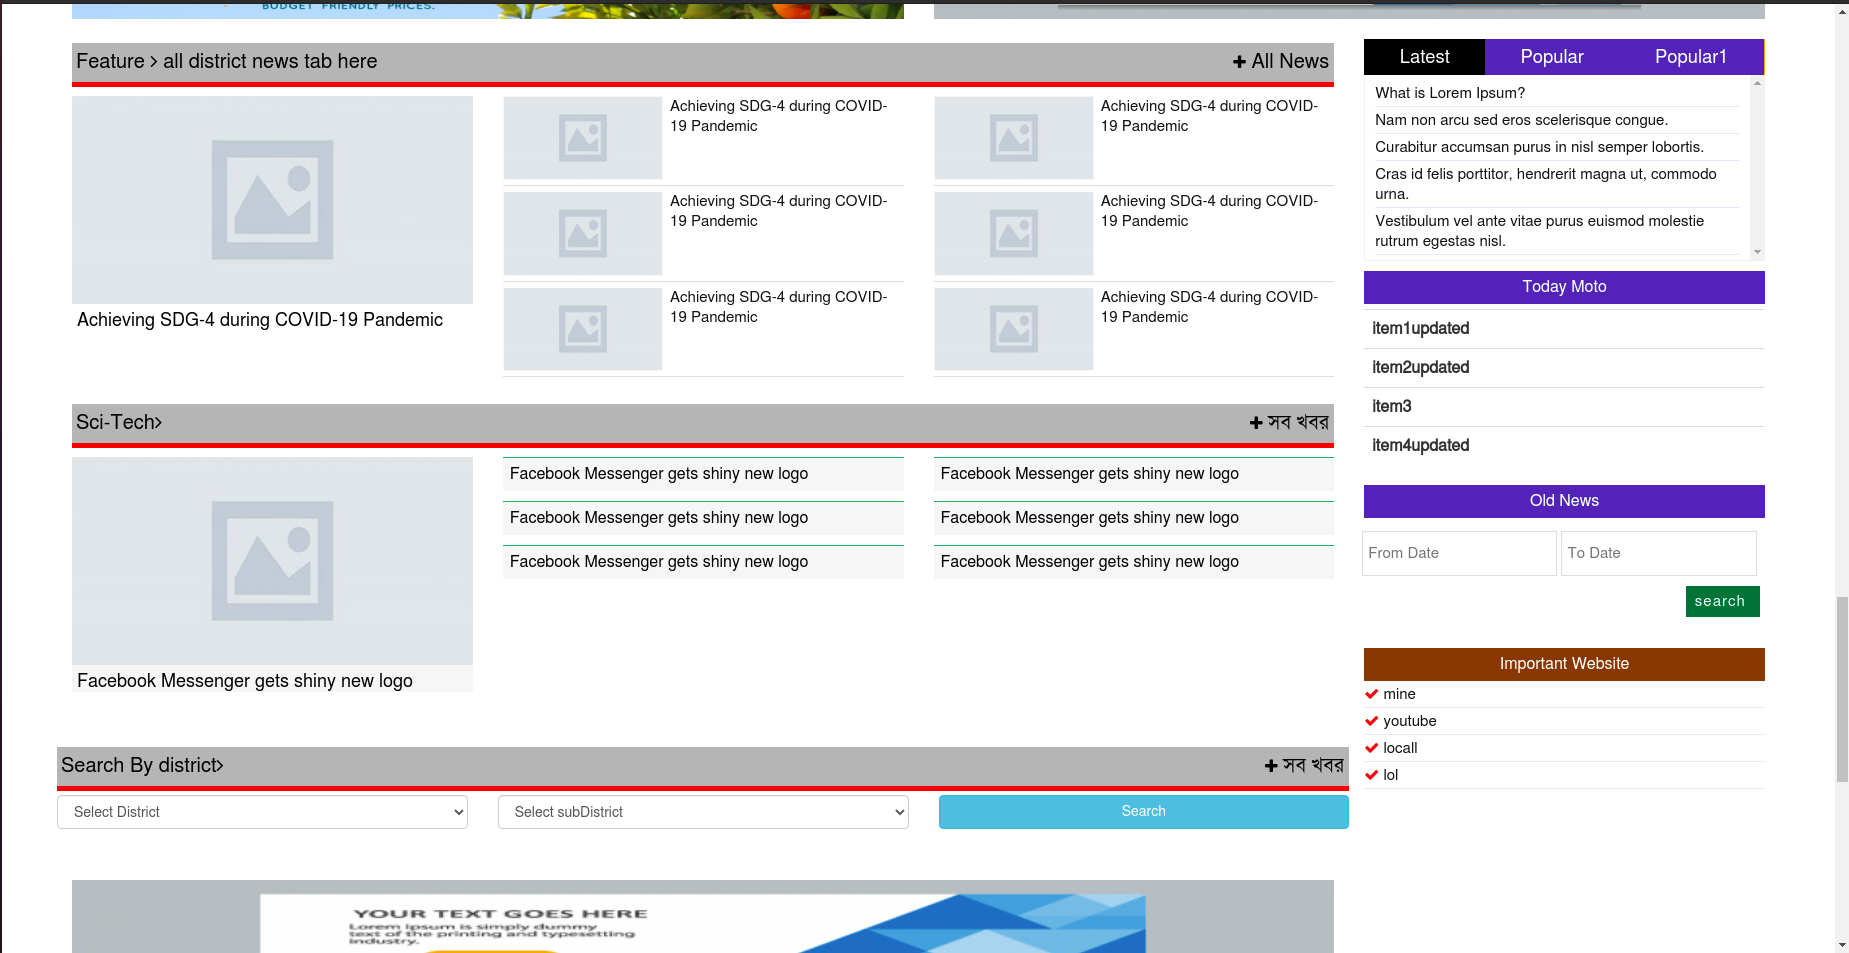 BUDGET FRIENDLY PRICES.
Feature > all district news tab here
+ All News
Achieving SDG-4 during COVID-19 Pandemic
Achieving SDG-4 during COVID-
19 Pandemic
Achieving SDG-4 during COVID-
19 Pandemic
Achieving SDG-4 during COVID-
19 Pandemic
Achieving SDG-4 during COVID-
19 Pandemic
Achieving SDG-4 during COVID-
19 Pandemic
Achieving SDG-4 during COVID-
19 Pandemic
Sci-Tech>
+ সব খবর
Facebook Messenger gets shiny new logo
Facebook Messenger gets shiny new logo
Facebook Messenger gets shiny new logo
Facebook Messenger gets shiny new logo
Facebook Messenger gets shiny new logo
Facebook Messenger gets shiny new logo
Facebook Messenger gets shiny new logo
Search By district>
+ সব খবর
Select District
Select subDistrict
Search
YOUR TEXT GOES HERE
Lorem Ipsum is simply dummy
text of the printing and typesetting
industry.
Latest
Popular
Popular1
What is Lorem Ipsum?
Nam non arcu sed eros scelerisque congue.
Curabitur accumsan purus in nisl semper lobortis.
Cras id felis porttitor, hendrerit magna ut, commodo
urna.
Vestibulum vel ante vitae purus euismod molestie
rutrum egestas nisl.
Today Moto
item1updated
item2updated
item3
item4updated
Old News
From Date
To Date
search
Important Website
mine
youtube
locall
lol